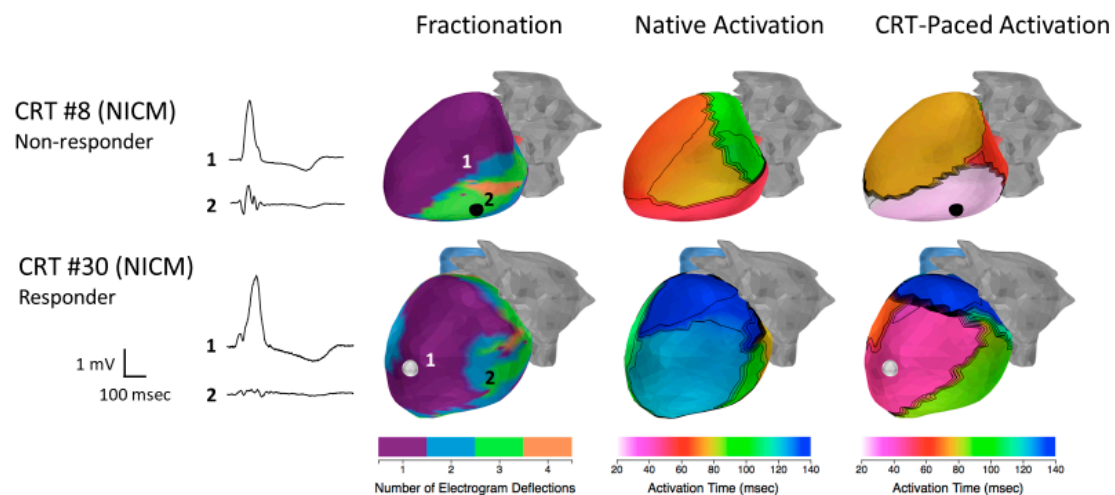 Fractionation
Native Activation
CRT-Paced Activation
CRT #8 (NICM)
Non-responder
1
2
1
2
CRT #30 (NICM)
Responder
1
2
1
2
1 mV
100 msec
1 2 3 4
Number of Electrogram Deflections
20 40 60 80 100 120 140
Activation Time (msec)
20 40 60 80 100 120 140
Activation Time (msec)